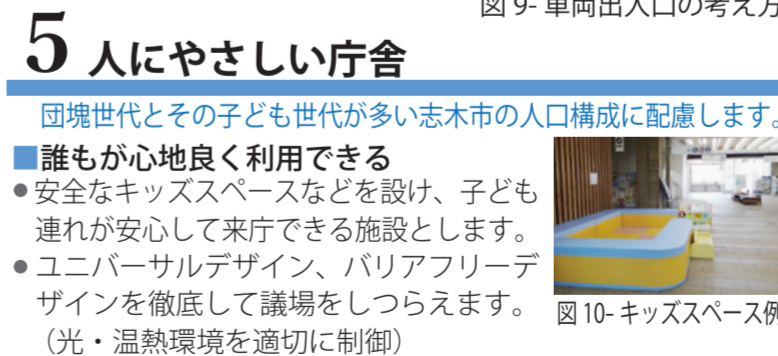 図 9- 車両出入口の考え方
5 人にやさしい庁舎
団塊世代とその子ども世代が多い志木市の人口構成に配慮します。
■誰もが心地良く利用できる
●安全なキッズスペースなどを設け、子ども
連れが安心して来庁できる施設とします。
●ユニバーサルデザイン、バリアフリーデ
ザインを徹底して議場をしつらえます。
（光・温熱環境を適切に制御）
図 10- キッズスペース例